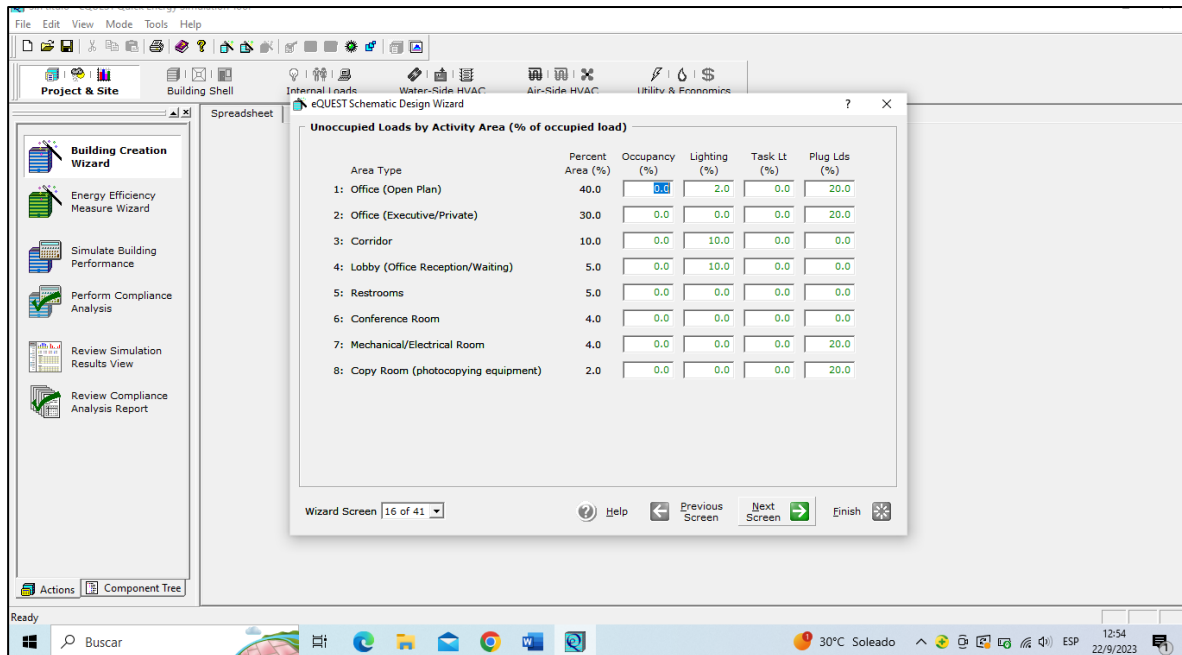 File Edit View Mode Tools Help
Project & Site Building Shell Internal Loads Water-Side HVAC Air-Side HVAC Utility & Economics
Spreadsheet
Building Creation
Wizard
Energy Efficiency
Measure Wizard
Simulate Building
Performance
Perform Compliance
Analysis
Review Simulation
Results View
Review Compliance
Analysis Report
Actions Component Tree
eQUEST Schematic Design Wizard ? ×
Unoccupied Loads by Activity Area (% of occupied load)
Percent Occupancy Lighting Task Lt Plug Lds
Area Type Area (%) (%) (%) (%) (%)
1: Office (Open Plan) 40.0 0.0 2.0 0.0 20.0
2: Office (Executive/Private) 30.0 0.0 0.0 0.0 20.0
3: Corridor 10.0 0.0 10.0 0.0 0.0
4: Lobby (Office Reception/Waiting) 5.0 0.0 10.0 0.0 0.0
5: Restrooms 5.0 0.0 0.0 0.0 0.0
6: Conference Room 4.0 0.0 0.0 0.0 0.0
7: Mechanical/Electrical Room 4.0 0.0 0.0 0.0 20.0
8: Copy Room (photocopying equipment) 2.0 0.0 0.0 0.0 20.0
Wizard Screen 16 of 41 Help Previous Screen Next Screen Finish
Ready
Buscar 30°C Soleado ESP 12:54
22/9/2023